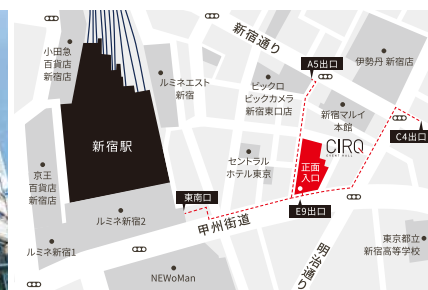 新宿通り
小田急
百貨店
新宿店
ルミネエスト
新宿
ビックロ
ビックカメラ
新宿東口店
A5出口
伊勢丹 新宿店
新宿マルイ
本館
C4出口
新宿駅
セントラル
ホテル東京
CIRQ
EVENT HALL
正面
入口
京王
百貨店
新宿店
東南口
E9出口
ルミネ新宿2
甲州街道
明治通り
ルミネ新宿1
NEWoMan
東京都立
新宿高等学校